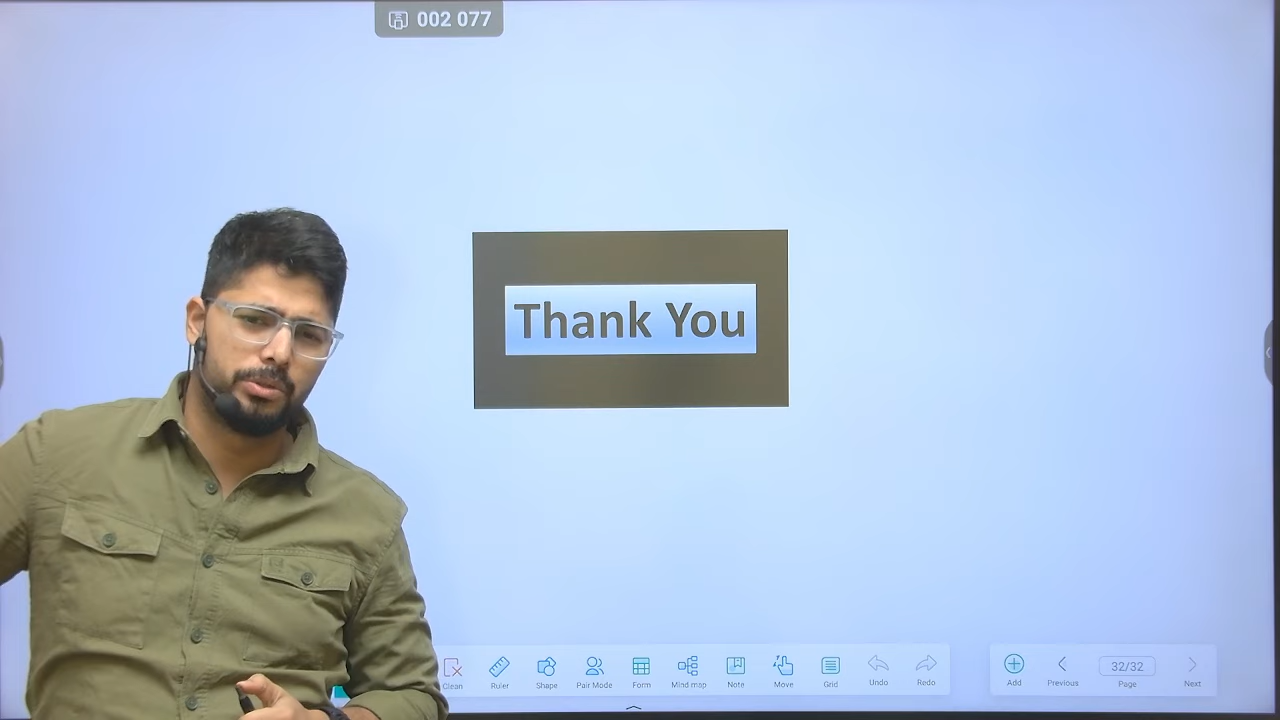 002 077
Thank You
Clean
Ruler
Shape
Pair Mode
Form
Mind map
Note
Move
Grid
Undo
Redo
Add
Previous
32/32
Page
Next